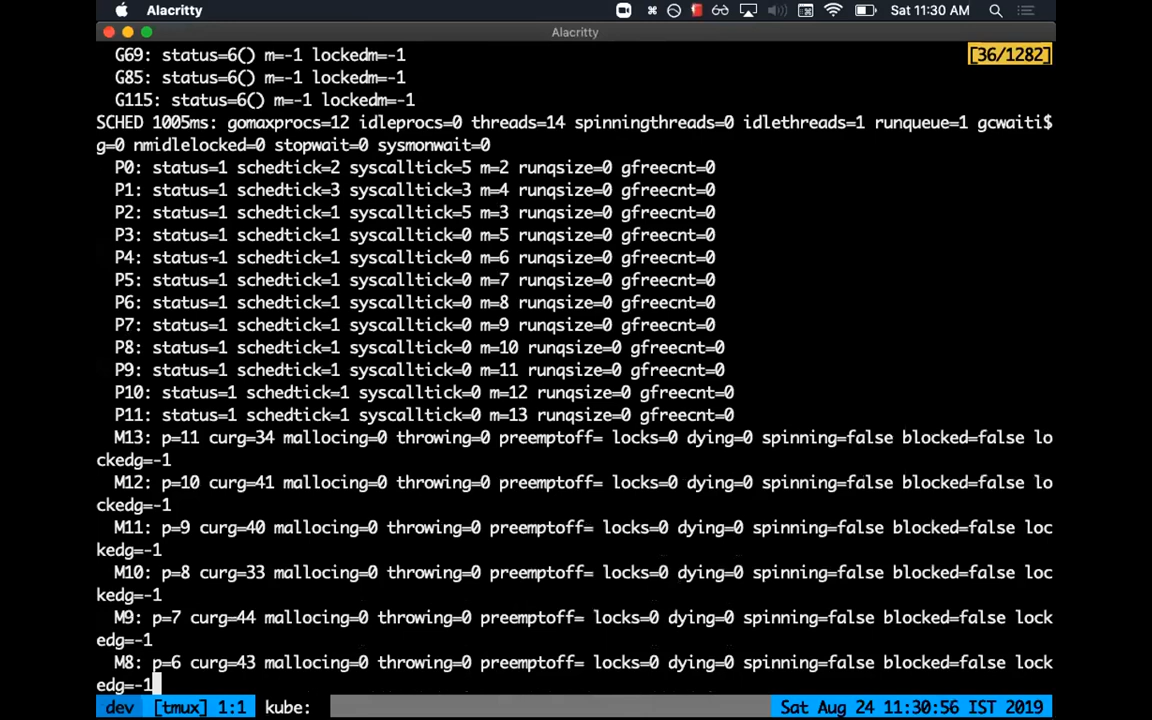 Alacritty
Sat 11:30 AM
Alacritty
G69: status=6() m=-1 lockedm=-1
[36/1282]
G85: status=6() m=-1 lockedm=-1
G115: status=6() m=-1 lockedm=-1
SCHED 1005ms: gomaxprocs=12 idleprocs=0 threads=14 spinningthreads=0 idlethreads=1 runqueue=1 gcwaiti$
g=0 nmidlelocked=0 stopwait=0 sysmonwait=0
P0: status=1 schedtick=2 syscalltick=5 m=2 runqsize=0 gfreecnt=0
P1: status=1 schedtick=3 syscalltick=3 m=4 runqsize=0 gfreecnt=0
P2: status=1 schedtick=1 syscalltick=5 m=3 runqsize=0 gfreecnt=0
P3: status=1 schedtick=1 syscalltick=0 m=5 runqsize=0 gfreecnt=0
P4: status=1 schedtick=1 syscalltick=0 m=6 runqsize=0 gfreecnt=0
P5: status=1 schedtick=1 syscalltick=0 m=7 runqsize=0 gfreecnt=0
P6: status=1 schedtick=1 syscalltick=0 m=8 runqsize=0 gfreecnt=0
P7: status=1 schedtick=1 syscalltick=0 m=9 runqsize=0 gfreecnt=0
P8: status=1 schedtick=1 syscalltick=0 m=10 runqsize=0 gfreecnt=0
P9: status=1 schedtick=1 syscalltick=0 m=11 runqsize=0 gfreecnt=0
P10: status=1 schedtick=1 syscalltick=0 m=12 runqsize=0 gfreecnt=0
P11: status=1 schedtick=1 syscalltick=0 m=13 runqsize=0 gfreecnt=0
M13: p=11 curg=34 mallocing=0 throwing=0 preemptoff= locks=0 dying=0 spinning=false blocked=false lo
ckedg=-1
M12: p=10 curg=41 mallocing=0 throwing=0 preemptoff= locks=0 dying=0 spinning=false blocked=false lo
ckedg=-1
M11: p=9 curg=40 mallocing=0 throwing=0 preemptoff= locks=0 dying=0 spinning=false blocked=false loc
kedg=-1
M10: p=8 curg=33 mallocing=0 throwing=0 preemptoff= locks=0 dying=0 spinning=false blocked=false loc
kedg=-1
M9: p=7 curg=44 mallocing=0 throwing=0 preemptoff= locks=0 dying=0 spinning=false blocked=false lock
edg=-1
M8: p=6 curg=43 mallocing=0 throwing=0 preemptoff= locks=0 dying=0 spinning=false blocked=false lock
edg=-1
dev [tmux] 1:1 kube: Sat Aug 24 11:30:56 IST 2019